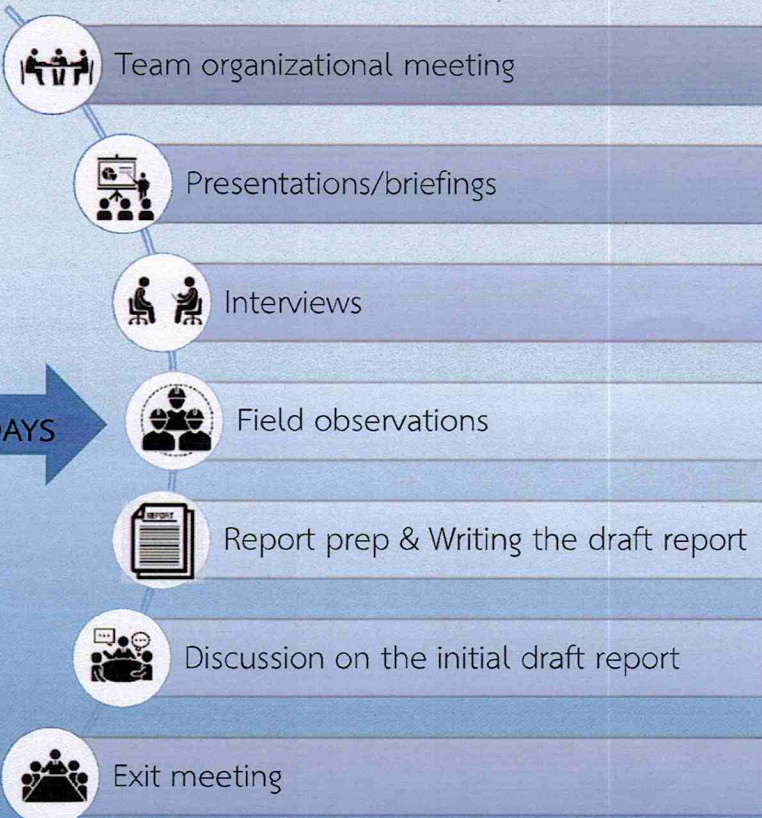 Team organizational meeting
Presentations/briefings
Interviews
Field observations
REPORT
Report prep & Writing the draft report
Discussion on the initial draft report
Exit meeting